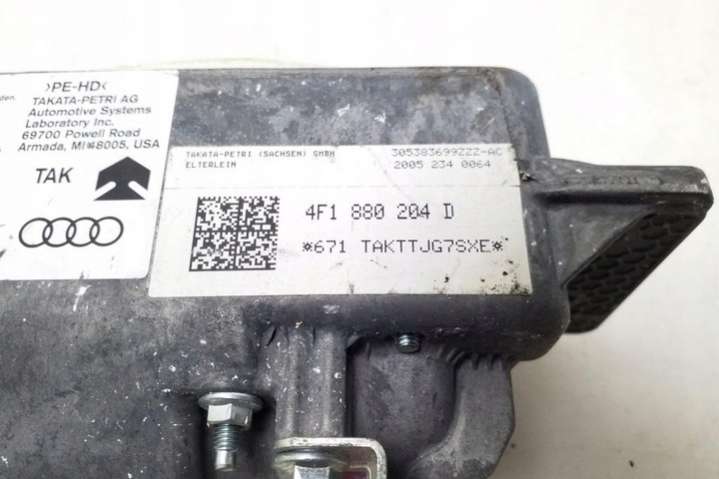 >PE-HD<
den.
TAKATA-PETRI AG
Automotive Systems
Laboratory Inc.
69700 Powell Road
Armada, MI 48005, USA
TAK
TAKATA-PETRI (SACHSEN) GMBH
ELTERLEIN
305383699ZZZ-AC
2005 234 0064
4F1 880 204 D
*671 TAKTTJG7SXE*